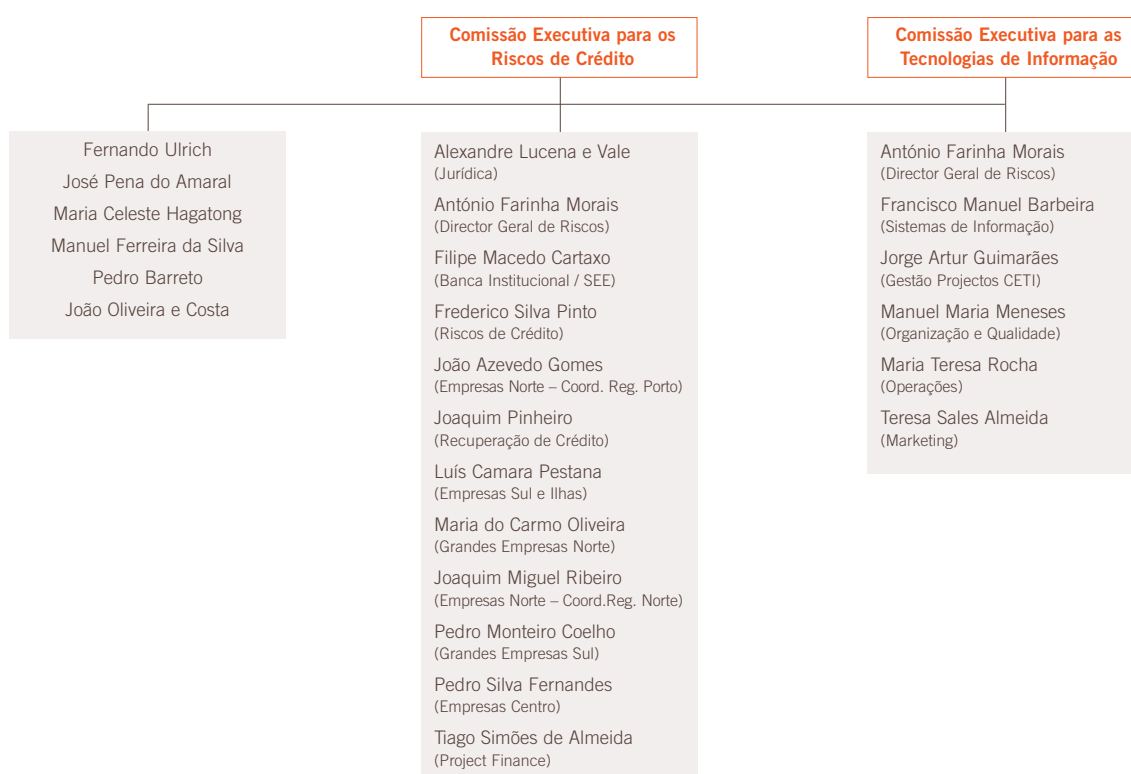 Comissão Executiva para os
Riscos de Crédito
Comissão Executiva para as
Tecnologias de Informação
Fernando Ulrich
José Pena do Amaral
Maria Celeste Hagatong
Manuel Ferreira da Silva
Pedro Barreto
João Oliveira e Costa
Alexandre Lucena e Vale
(Jurídica)
António Farinha Morais
(Director Geral de Riscos)
Filipe Macedo Cartaxo
(Banca Institucional / SEE)
Frederico Silva Pinto
(Riscos de Crédito)
João Azevedo Gomes
(Empresas Norte – Coord. Reg. Porto)
Joaquim Pinheiro
(Recuperação de Crédito)
Luís Camara Pestana
(Empresas Sul e Ilhas)
Maria do Carmo Oliveira
(Grandes Empresas Norte)
Joaquim Miguel Ribeiro
(Empresas Norte – Coord.Reg. Norte)
Pedro Monteiro Coelho
(Grandes Empresas Sul)
Pedro Silva Fernandes
(Empresas Centro)
Tiago Simões de Almeida
(Project Finance)
António Farinha Morais
(Director Geral de Riscos)
Francisco Manuel Barbeira
(Sistemas de Informação)
Jorge Artur Guimarães
(Gestão Projectos CETI)
Manuel Maria Meneses
(Organização e Qualidade)
Maria Teresa Rocha
(Operações)
Teresa Sales Almeida
(Marketing)